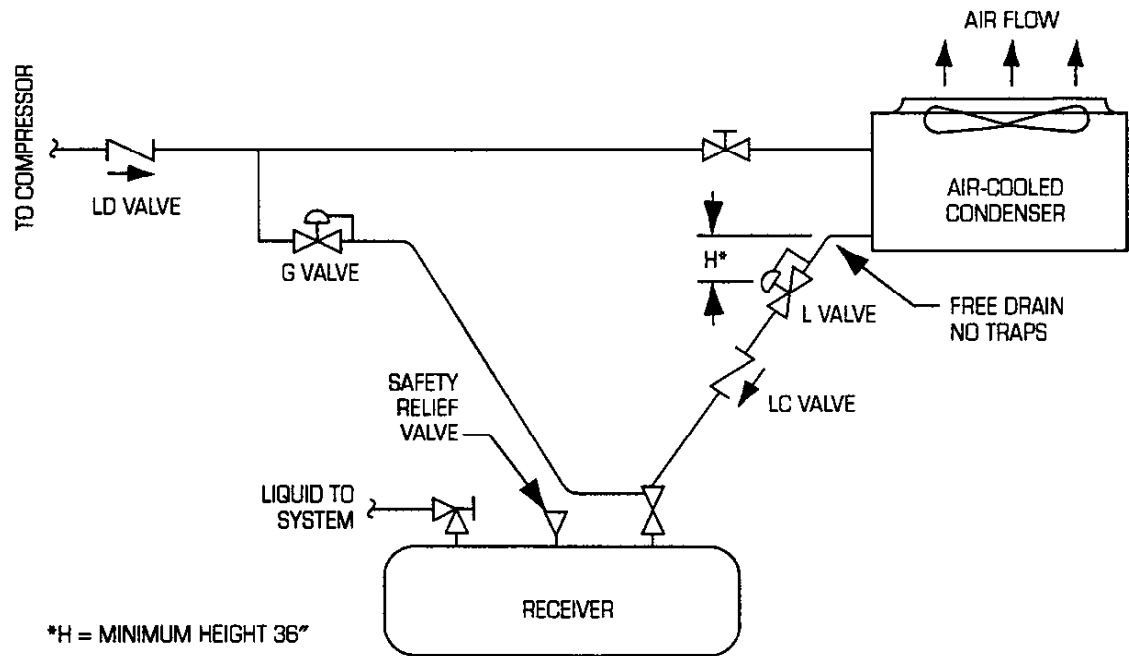 AIR FLOW
TO COMPRESSOR
LD VALVE
AIR-COOLED
CONDENSER
G VALVE
H*
L VALVE
FREE DRAIN
NO TRAPS
SAFETY
RELIEF
VALVE
LC VALVE
LIQUID TO
SYSTEM
RECEIVER
*H = MINIMUM HEIGHT 36"